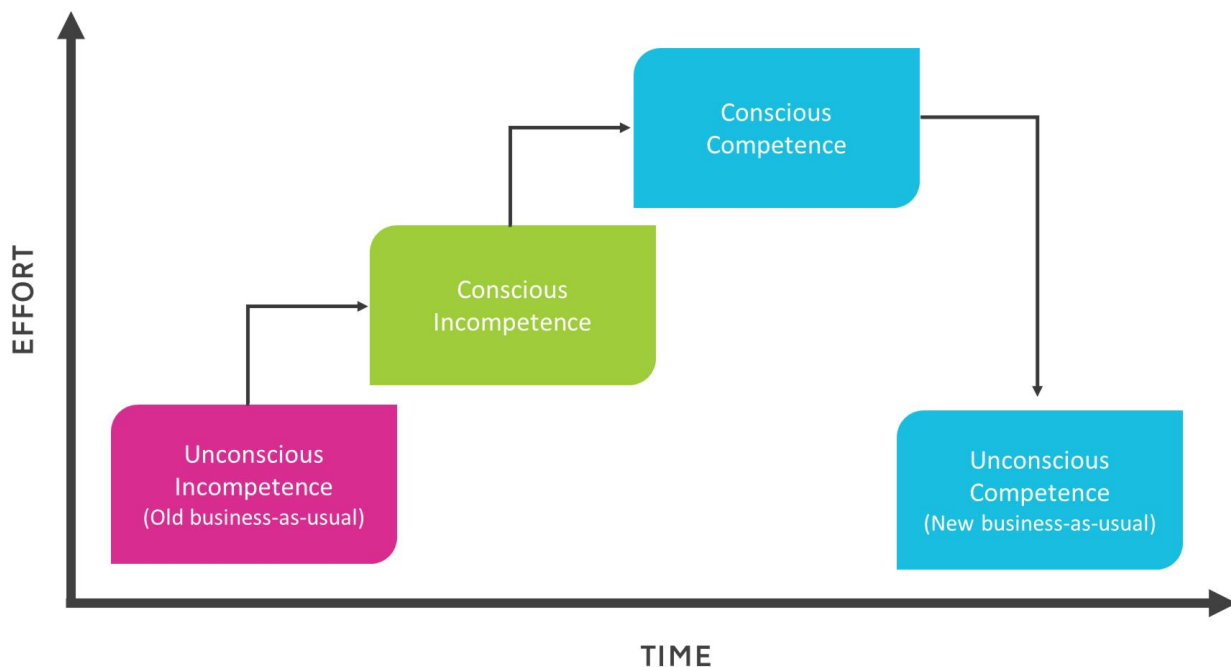 EFFORT
Unconscious
Incompetence
(Old business-as-usual)
Conscious
Incompetence
Conscious
Competence
Unconscious
Competence
(New business-as-usual)
TIME